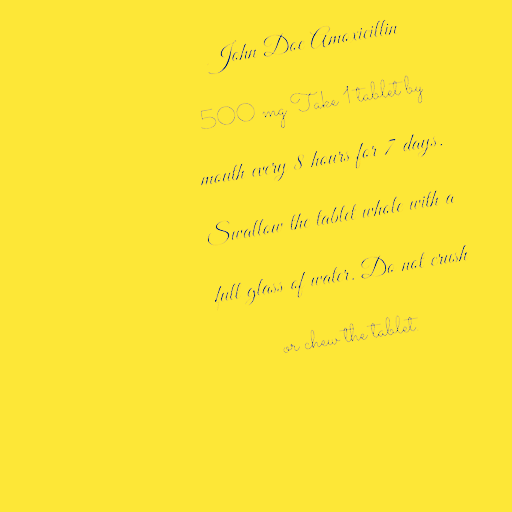 John Doe Amoxicillin
500 mg Take 1 tablet by
mouth every 8 hours for 7 days.
Swallow the tablet whole with a
full glass of water. Do not crush
or chew the tablet